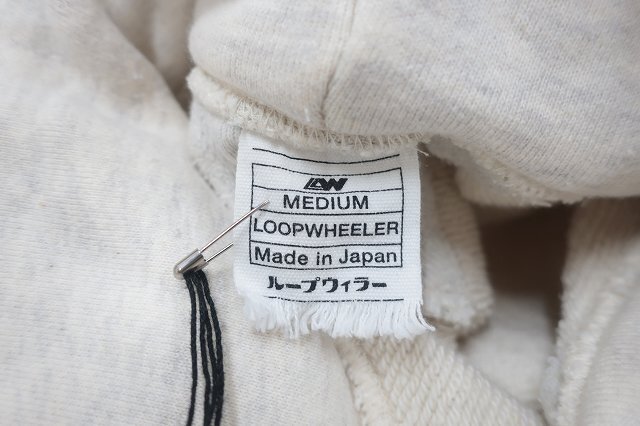 LW
MEDIUM
LOOPWHEELER
Made in Japan
ループウィラー